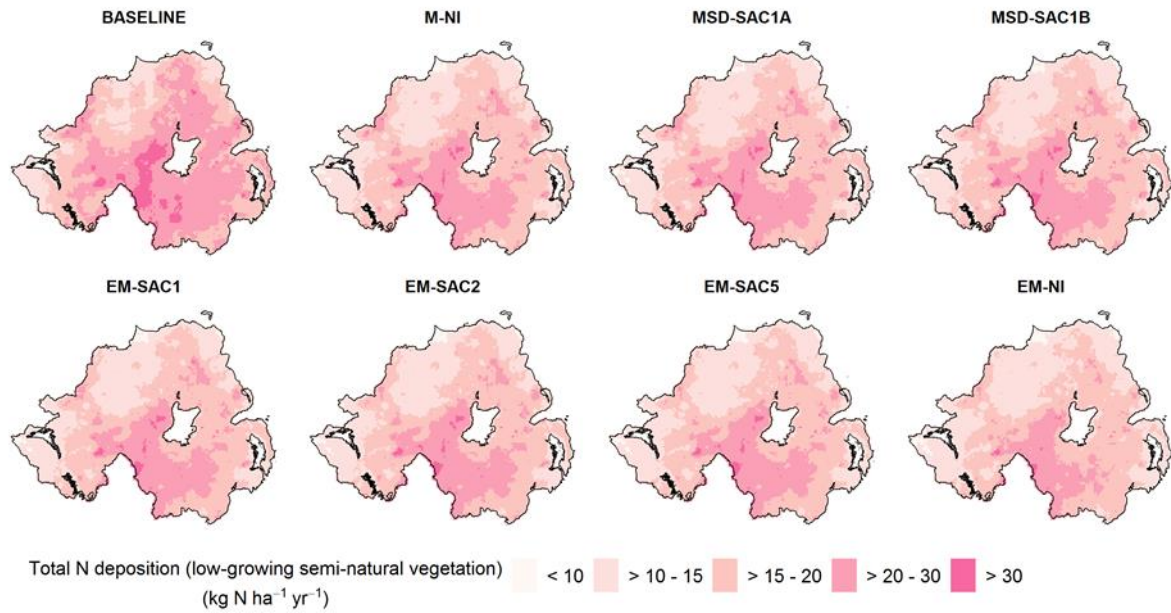 BASELINE M-NI MSD-SAC1A MSD-SAC1B
EM-SAC1 EM-SAC2 EM-SAC5 EM-NI
Total N deposition (low-growing semi-natural vegetation) < 10 > 10 - 15 > 15 - 20 > 20 - 30 > 30
(kg N ha⁻¹ yr⁻¹)